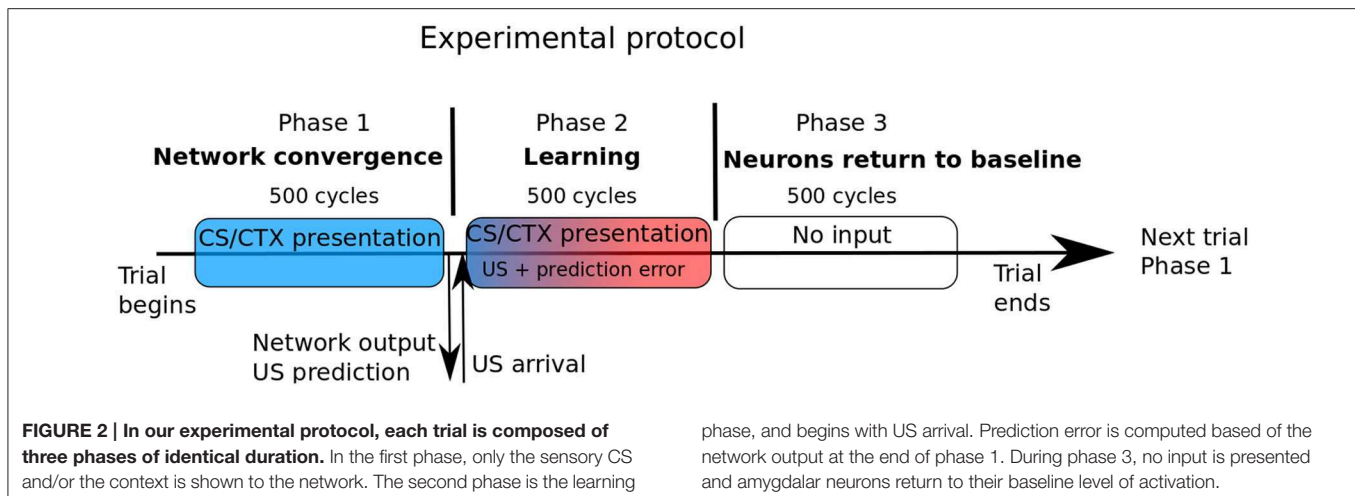 Experimental protocol
Phase 1
Network convergence
500 cycles
CS/CTX presentation
Phase 2
Learning
500 cycles
CS/CTX presentation
US + prediction error
Phase 3
Neurons return to baseline
500 cycles
No input
Trial
begins
Trial
ends
Next trial
Phase 1
Network output
US prediction
US arrival
FIGURE 2 | In our experimental protocol, each trial is composed of
three phases of identical duration. In the first phase, only the sensory CS
and/or the context is shown to the network. The second phase is the learning
phase, and begins with US arrival. Prediction error is computed based of the
network output at the end of phase 1. During phase 3, no input is presented
and amygdalar neurons return to their baseline level of activation.